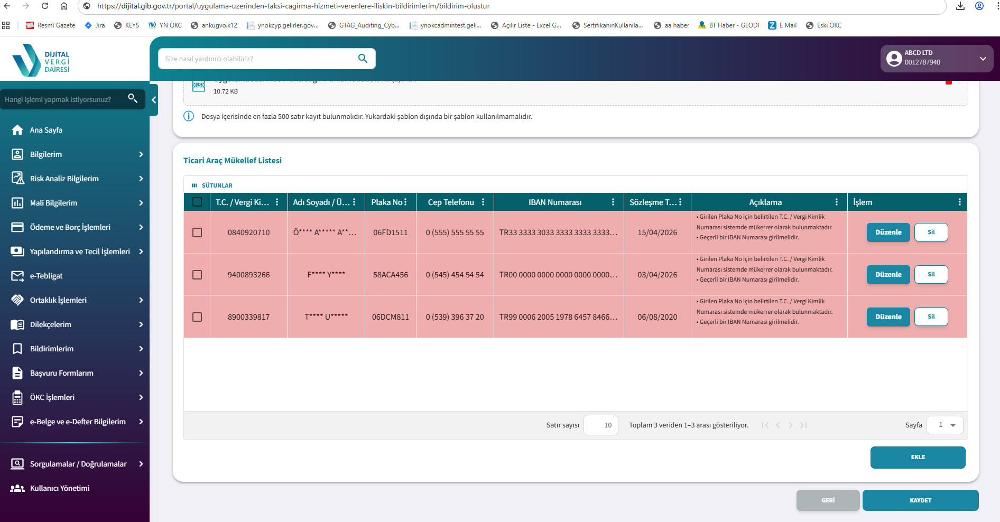 https://dijital.gib.gov.tr/portal/uygulama-uzerinden-taksi-cagirma-hizmeti-verenlere-iliskin-bildirimlerim/bildirim-olustur
Resmî Gazete
Jira
KEYS
YN ÖKC
ankugvo.k12
ynokcyp.gelirler.gov...
GTAG_Auditing_Cyb...
ynokcadmintest.geli...
Açılır Liste - Excel G...
SertifikaninKullanila...
aa haber
BT Haber - GEODI
E Mail
Eski ÖKC
DİJİTAL
VERGİ
DAİRESİ
Size nasıl yardımcı olabiliriz?
ABCD LTD
0012787940
Hangi işlemi yapmak istiyorsunuz?
Ana Sayfa
Bilgilerim
Risk Analiz Bilgilerim
Mali Bilgilerim
Ödeme ve Borç İşlemleri
Yapılandırma ve Tecil İşlemleri
e-Tebligat
Ortaklık İşlemleri
Dilekçelerim
Bildirimlerim
Başvuru Formlarım
ÖKC İşlemleri
e-Belge ve e-Defter Bilgilerim
Sorgulamalar / Doğrulamalar
Kullanıcı Yönetimi
XLSX
10.72 KB
Dosya içerisinde en fazla 500 satır kayıt bulunmalıdır. Yukardaki şablon dışında bir şablon kullanılmamalıdır.
Ticari Araç Mükellef Listesi
SÜTUNLAR
T.C. / Vergi Ki... Adı Soyadı / Ü... Plaka No Cep Telefonu IBAN Numarası Sözleşme T... Açıklama İşlem
0840920710 Ö**** A***** A**... 06FD1511 0 (555) 555 55 55 TR33 3333 3033 3333 3333 3333... 15/04/2026
• Girilen Plaka No için belirtilen T.C. / Vergi Kimlik
Numarası sistemde mükerrer olarak bulunmaktadır.
• Geçerli bir IBAN Numarası girilmelidir.
Düzenle Sil
9400893266 F**** Y**** 58ACA456 0 (545) 454 54 54 TR00 0000 0000 0000 0000 0000... 03/04/2026
• Girilen Plaka No için belirtilen T.C. / Vergi Kimlik
Numarası sistemde mükerrer olarak bulunmaktadır.
• Geçerli bir IBAN Numarası girilmelidir.
Düzenle Sil
8900339817 T**** U***** 06DCM811 0 (539) 396 37 20 TR99 0006 2005 1978 6457 8466... 06/08/2020
• Girilen Plaka No için belirtilen T.C. / Vergi Kimlik
Numarası sistemde mükerrer olarak bulunmaktadır.
• Geçerli bir IBAN Numarası girilmelidir.
Düzenle Sil
Satır sayısı 10 Toplam 3 veriden 1–3 arası gösteriliyor. Sayfa 1
EKLE
GERİ KAYDET